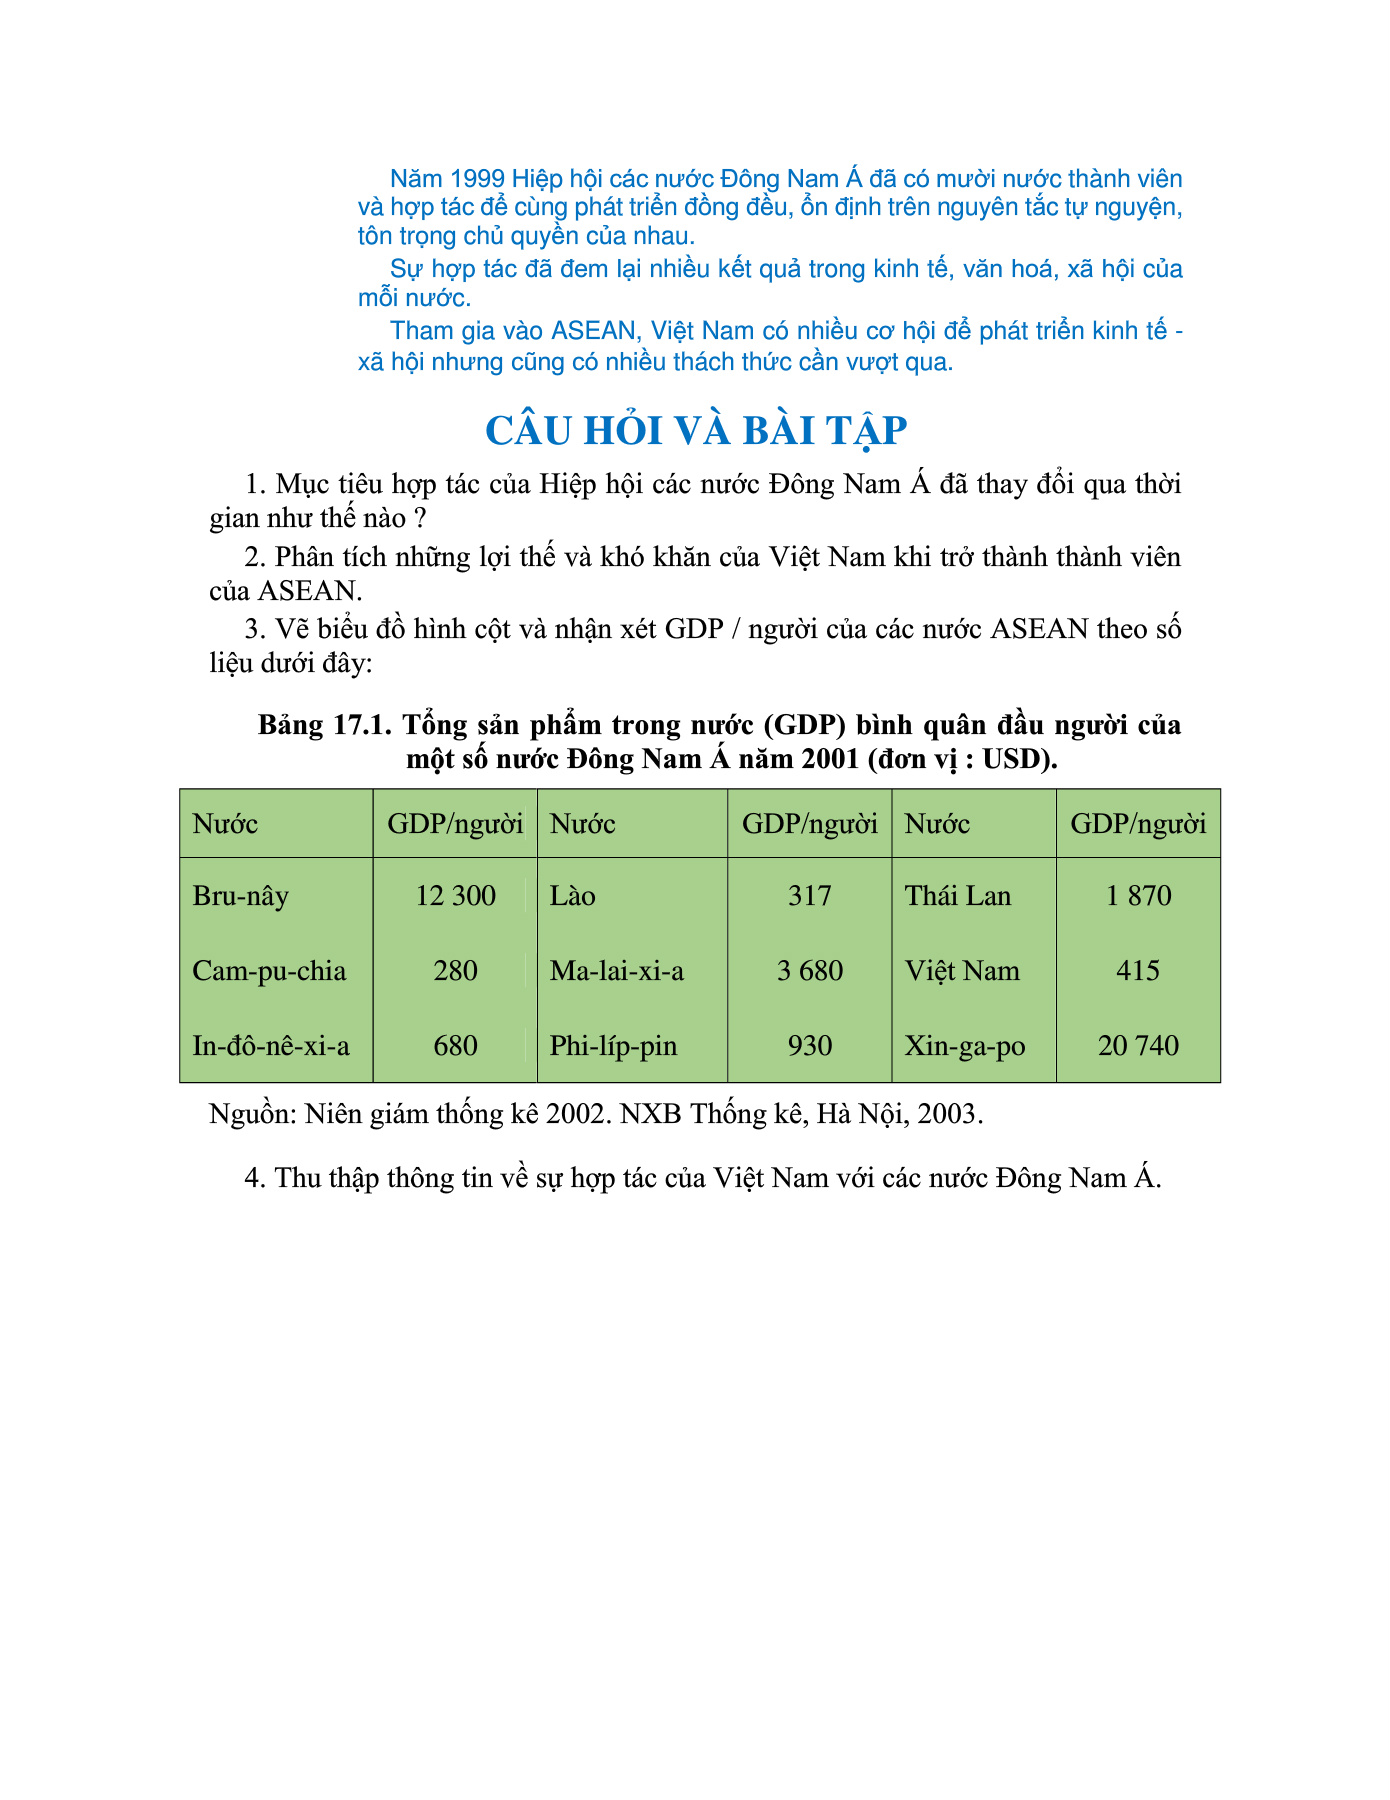 Năm 1999 Hiệp hội các nước Đông Nam Á đã có mười nước thành viên
và hợp tác để cùng phát triển đồng đều, ổn định trên nguyên tắc tự nguyện,
tôn trọng chủ quyền của nhau.
Sự hợp tác đã đem lại nhiều kết quả trong kinh tế, văn hoá, xã hội của
mỗi nước.
Tham gia vào ASEAN, Việt Nam có nhiều cơ hội để phát triển kinh tế -
xã hội nhưng cũng có nhiều thách thức cần vượt qua.
CÂU HỎI VÀ BÀI TẬP
1. Mục tiêu hợp tác của Hiệp hội các nước Đông Nam Á đã thay đổi qua thời
gian như thế nào ?
2. Phân tích những lợi thế và khó khăn của Việt Nam khi trở thành thành viên
của ASEAN.
3. Vẽ biểu đồ hình cột và nhận xét GDP / người của các nước ASEAN theo số
liệu dưới đây:
Bảng 17.1. Tổng sản phẩm trong nước (GDP) bình quân đầu người của
một số nước Đông Nam Á năm 2001 (đơn vị : USD).
Nước GDP/người Nước GDP/người Nước GDP/người
Bru-nây 12 300 Lào 317 Thái Lan 1 870
Cam-pu-chia 280 Ma-lai-xi-a 3 680 Việt Nam 415
In-đô-nê-xi-a 680 Phi-líp-pin 930 Xin-ga-po 20 740
Nguồn: Niên giám thống kê 2002. NXB Thống kê, Hà Nội, 2003.
4. Thu thập thông tin về sự hợp tác của Việt Nam với các nước Đông Nam Á.